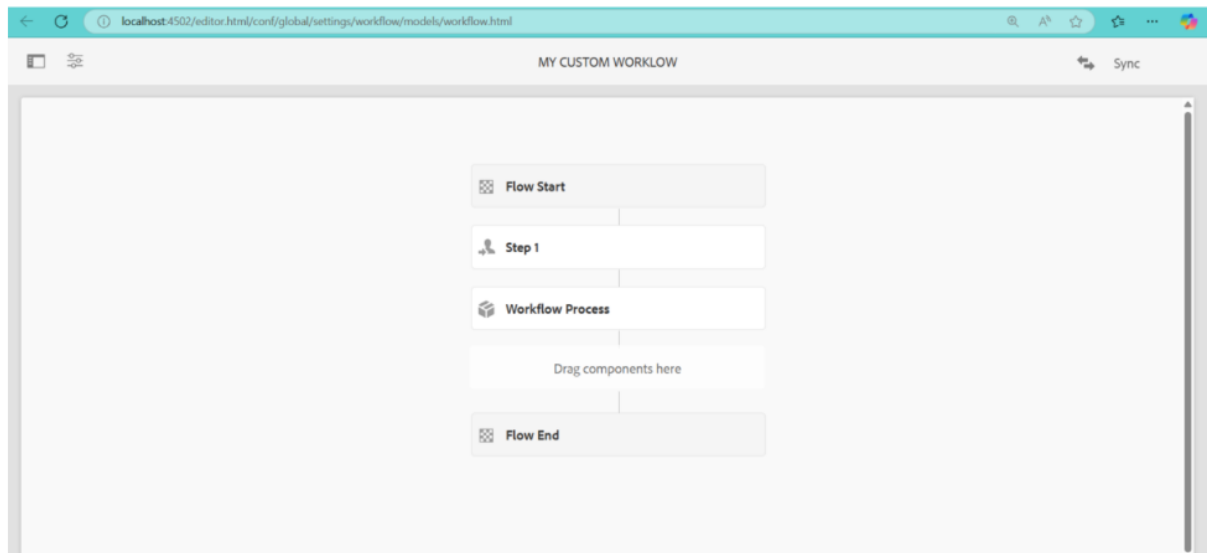 localhost:4502/editor.html/conf/global/settings/workflow/models/workflow.html
MY CUSTOM WORKLOW
Sync
Flow Start
Step 1
Workflow Process
Drag components here
Flow End